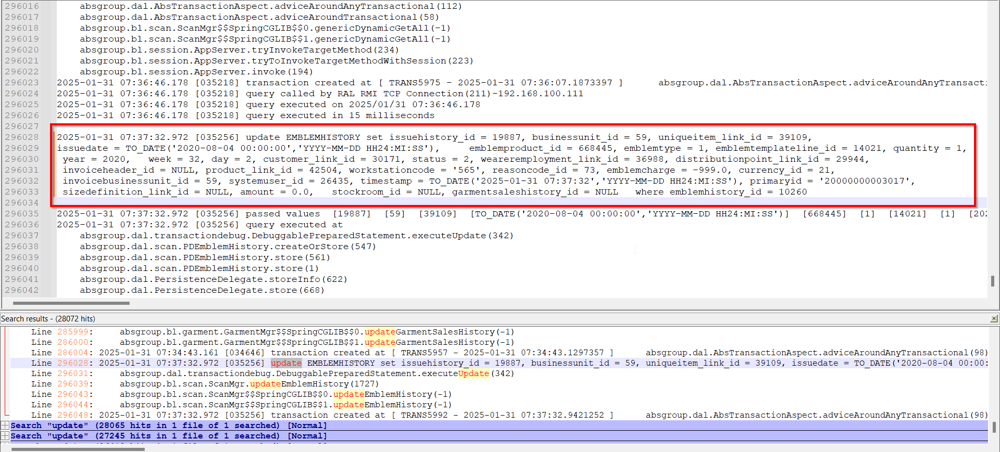 296016 absgroup.dal.AbsTransactionAspect.adviceAroundAnyTransactional(112)
296017 absgroup.dal.AbsTransactionAspect.adviceAroundTransactional(58)
296018 absgroup.bl.scan.ScanMgr$$SpringCGLIB$$0.genericDynamicGetAll(-1)
296019 absgroup.bl.scan.ScanMgr$$SpringCGLIB$$1.genericDynamicGetAll(-1)
296020 absgroup.bl.session.AppServer.tryInvokeTargetMethod(234)
296021 absgroup.bl.session.AppServer.tryToInvokeTargetMethodWithSession(223)
296022 absgroup.bl.session.AppServer.invoke(194)
296023 2025-01-31 07:36:46.178 [035218] transaction created at [ TRANS5975 - 2025-01-31 07:36:07.1873397 ] absgroup.dal.AbsTransactionAspect.adviceAroundAnyTransacti
296024 2025-01-31 07:36:46.178 [035218] query called by RAL RMI TCP Connection(211)-192.168.100.111
296025 2025-01-31 07:36:46.178 [035218] query executed on 2025/01/31 07:36:46.178
296026 2025-01-31 07:36:46.178 [035218] query executed in 15 milliseconds
296027
296028 2025-01-31 07:37:32.972 [035256] update EMBLEMHISTORY set issuehistory_id = 19887, businessunit_id = 59, uniqueitem_link_id = 39109,
296029 issuedate = TO_DATE('2020-08-04 00:00:00','YYYY-MM-DD HH24:MI:SS'), emblemproduct_id = 668445, emblemtype = 1, emblemtemplateline_id = 14021, quantity = 1,
296030 year = 2020, week = 32, day = 2, customer_link_id = 30171, status = 2, weareremployment_link_id = 36988, distributionpoint_link_id = 29944,
296031 invoiceheader_id = NULL, product_link_id = 42504, workstationcode = '565', reasoncode_id = 73, emblemcharge = -999.0, currency_id = 21,
296032 invoicebusinessunit_id = 59, systemuser_id = 26435, timestamp = TO_DATE('2025-01-31 07:37:32','YYYY-MM-DD HH24:MI:SS'), primaryid = '20000000003017',
296033 sizedefinition_link_id = NULL, amount = 0.0, stockroom_id = NULL, garmentsaleshistory_id = NULL where emblemhistory_id = 10260
296034
296035 2025-01-31 07:37:32.972 [035256] passed values [19887] [59] [39109] [TO_DATE('2020-08-04 00:00:00','YYYY-MM-DD HH24:MI:SS')] [668445] [1] [14021] [1] [202
296036 2025-01-31 07:37:32.972 [035256] query executed at
296037 absgroup.dal.transactiondebug.DebuggablePreparedStatement.executeUpdate(342)
296038 absgroup.dal.scan.PDEmblemHistory.createOrStore(547)
296039 absgroup.dal.scan.PDEmblemHistory.store(561)
296040 absgroup.dal.scan.PDEmblemHistory.store(1)
296041 absgroup.dal.PersistenceDelegate.storeInfo(622)
296042 absgroup.dal.PersistenceDelegate.store(668)
Search results - (28072 hits)
Line 285999: absgroup.bl.garment.GarmentMgr$$SpringCGLIB$$0.updateGarmentSalesHistory(-1)
Line 286000: absgroup.bl.garment.GarmentMgr$$SpringCGLIB$$1.updateGarmentSalesHistory(-1)
Line 286004: 2025-01-31 07:34:43.161 [034646] transaction created at [ TRANS5957 - 2025-01-31 07:34:43.1297357 ] absgroup.dal.AbsTransactionAspect.adviceAroundAnyTransactional(98)
Line 296028: 2025-01-31 07:37:32.972 [035256] update EMBLEMHISTORY set issuehistory_id = 19887, businessunit_id = 59, uniqueitem_link_id = 39109, issuedate = TO_DATE('2020-08-04 00:00:
Line 296031: absgroup.dal.transactiondebug.DebuggablePreparedStatement.executeUpdate(342)
Line 296039: absgroup.bl.scan.ScanMgr.updateEmblemHistory(1727)
Line 296043: absgroup.bl.scan.ScanMgr$$SpringCGLIB$$0.updateEmblemHistory(-1)
Line 296044: absgroup.bl.scan.ScanMgr$$SpringCGLIB$$1.updateEmblemHistory(-1)
Line 296048: 2025-01-31 07:37:32.972 [035256] transaction created at [ TRANS5992 - 2025-01-31 07:37:32.9421252 ] absgroup.dal.AbsTransactionAspect.adviceAroundAnyTransactional(98)
Search "update" (28065 hits in 1 file of 1 searched) [Normal]
Search "update" (27245 hits in 1 file of 1 searched) [Normal]